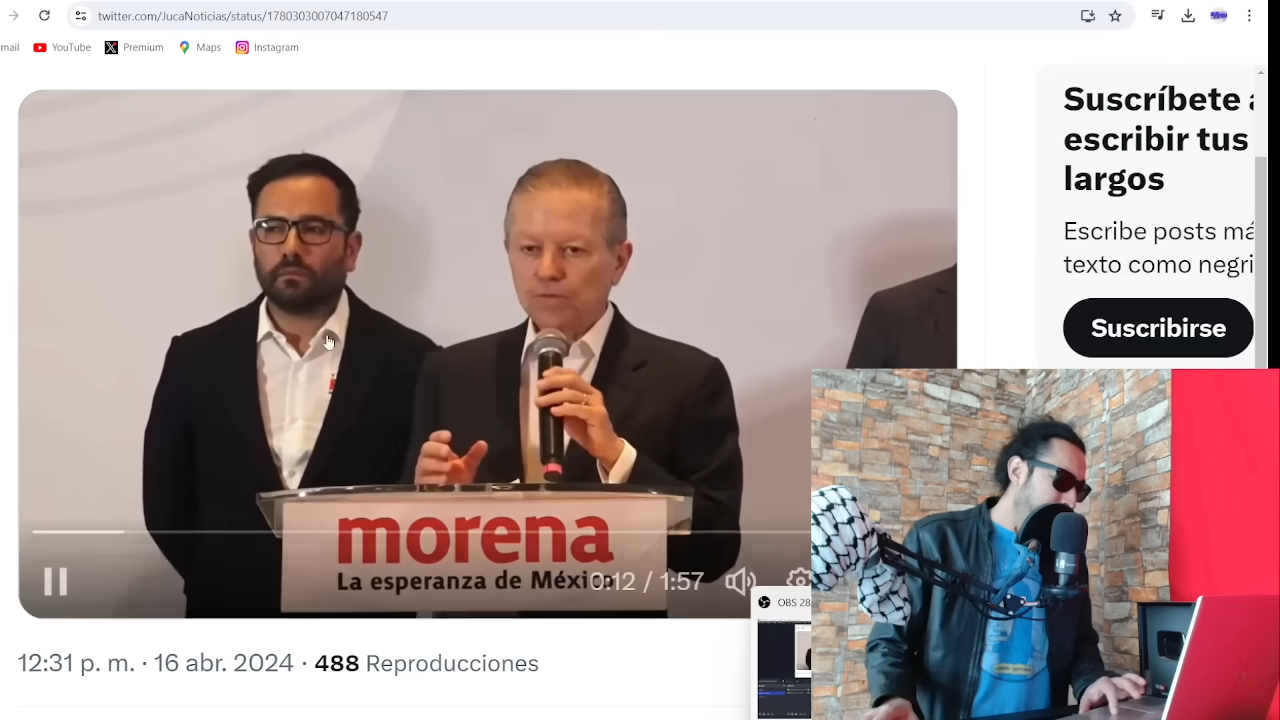 twitter.com/JucaNoticias/status/1780303007047180547
mail
YouTube
Premium
Maps
Instagram
morena
La esperanza de México
0:12 / 1:57
Suscríbete a
escribir tus
largos
Escribe posts má
texto como negri
Suscribirse
OBS 28
12:31 p. m. · 16 abr. 2024 · 488 Reproducciones